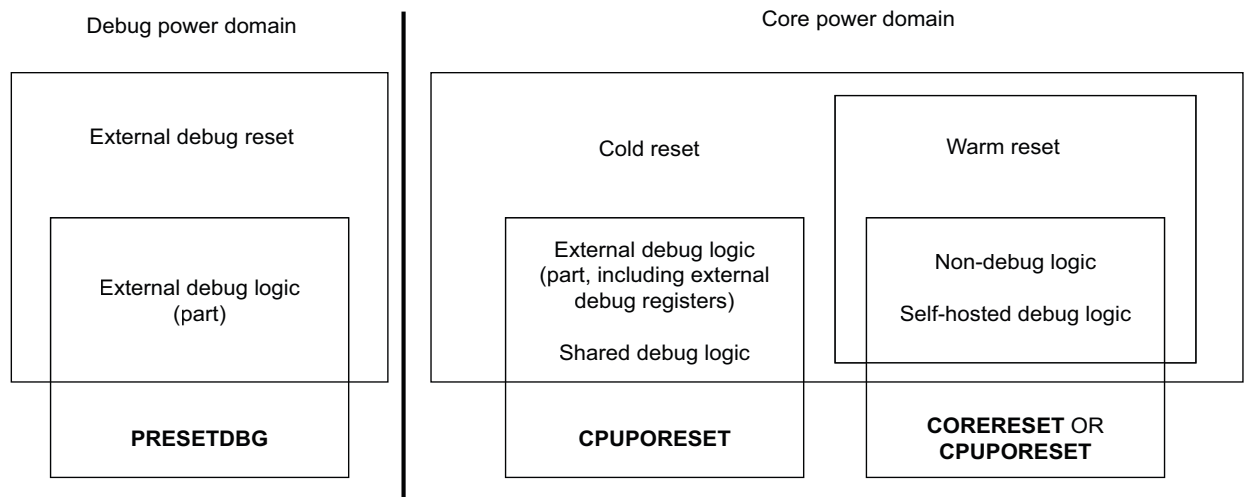 Debug power domain
Core power domain
External debug reset
Cold reset
Warm reset
External debug logic
(part)
External debug logic
(part, including external
debug registers)
Shared debug logic
Non-debug logic
Self-hosted debug logic
PRESETDBG
CPUPORESET
CORERESET OR
CPUPORESET